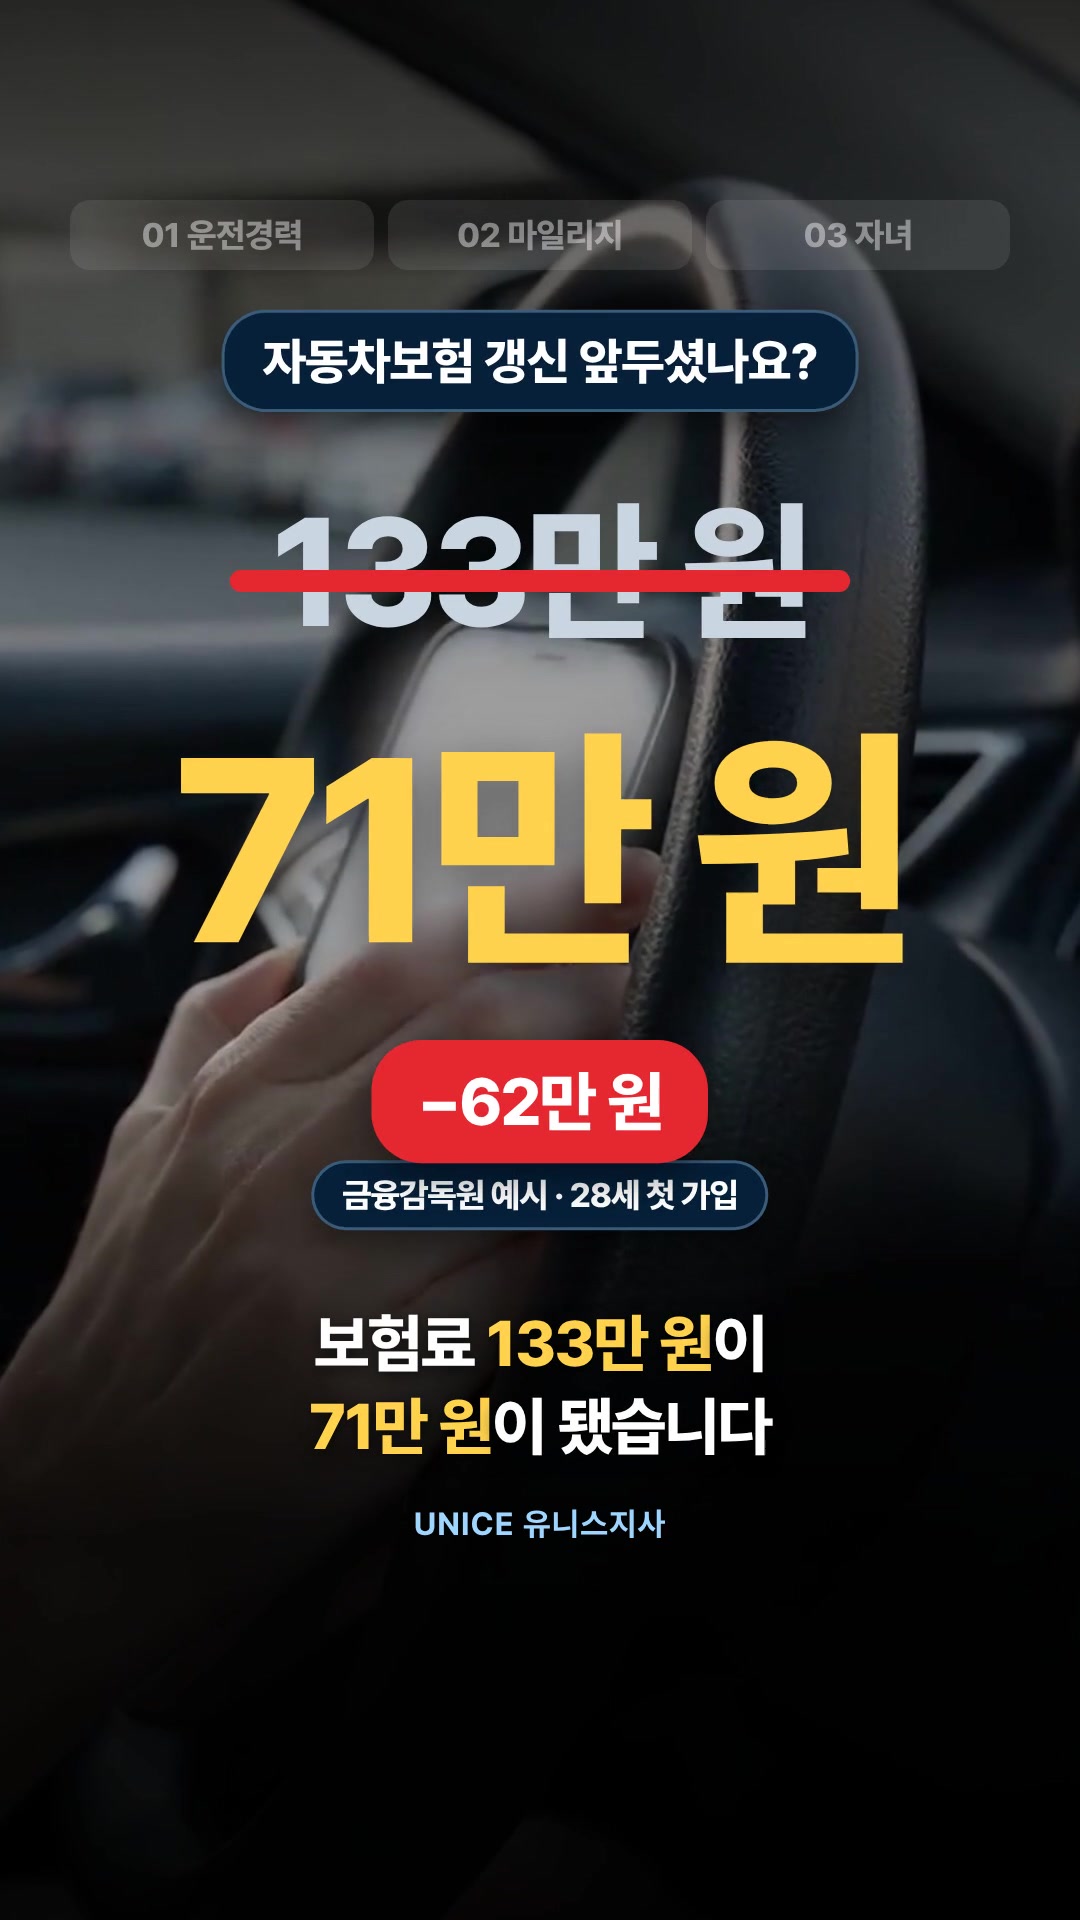 01 운전경력
02 마일리지
03 자녀
자동차보험 갱신 앞두셨나요?
133만 원
71만 원
–62만 원
금융감독원 예시 · 28세 첫 가입
보험료 133만 원이
71만 원이 됐습니다
UNICE 유니스지사